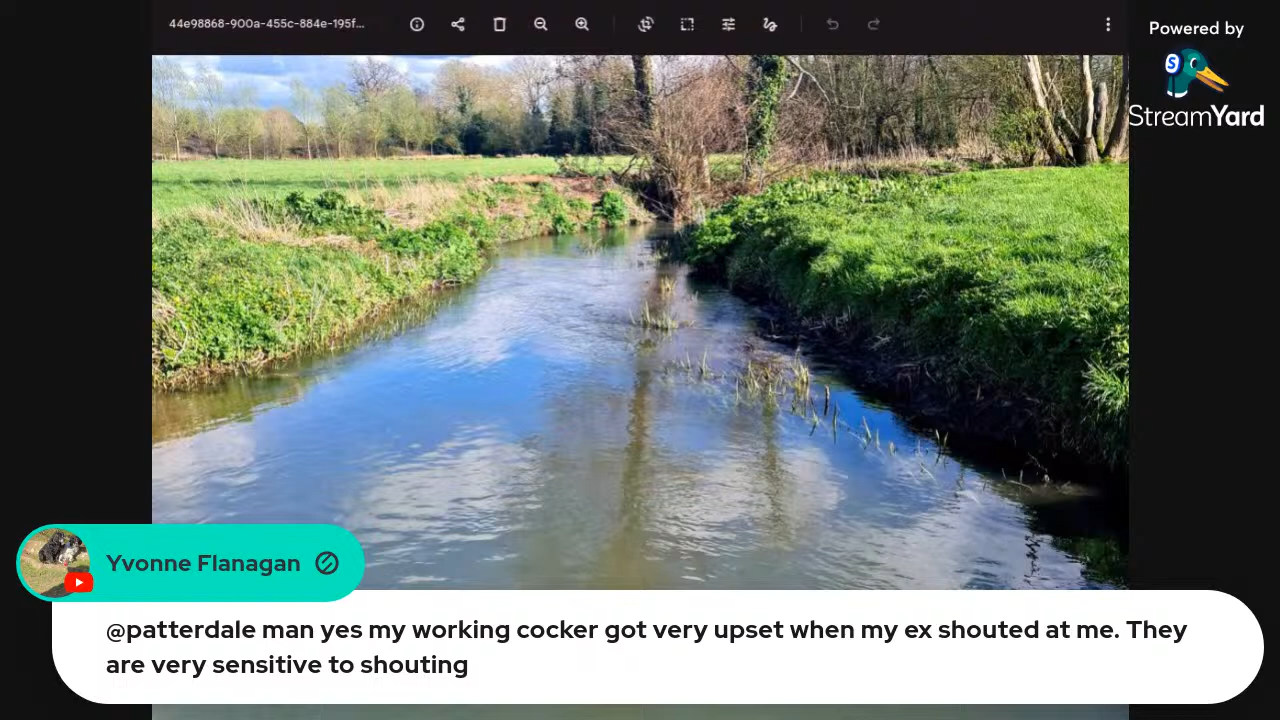 44e98868-900a-455c-884e-195f...
Powered by
StreamYard
Yvonne Flanagan
@patterdale man yes my working cocker got very upset when my ex shouted at me. They
are very sensitive to shouting